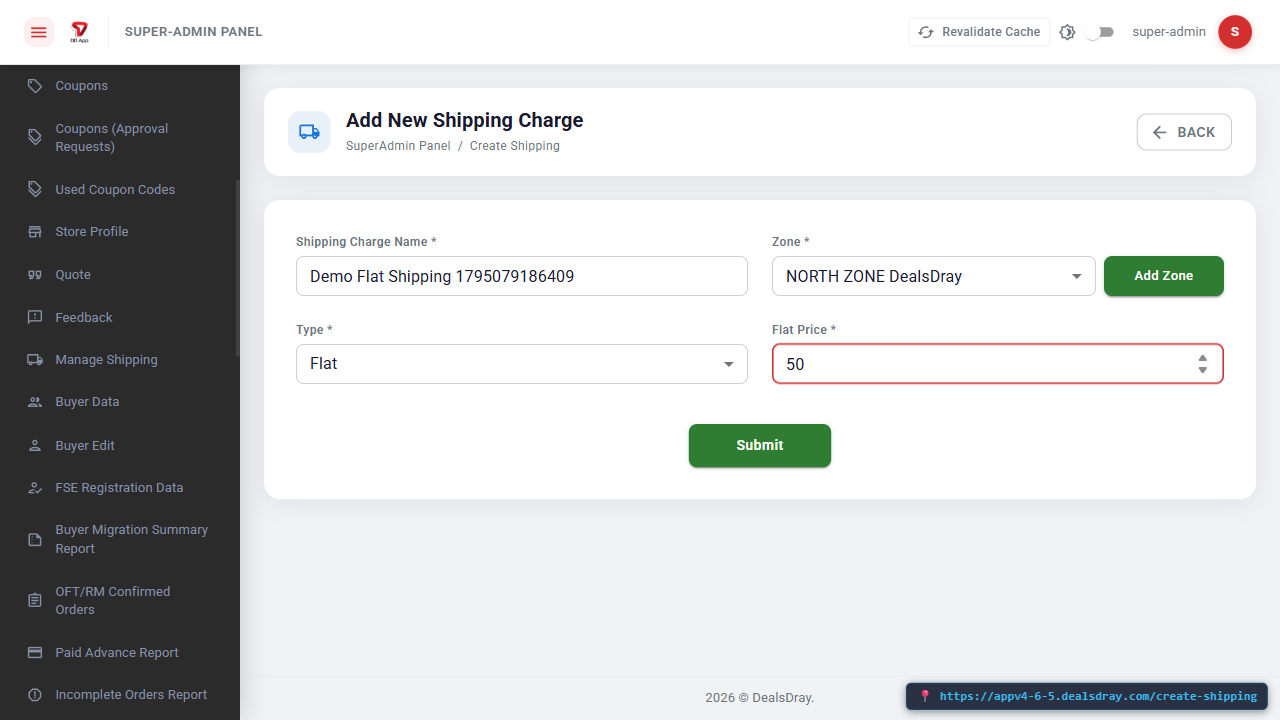 DD App
SUPER-ADMIN PANEL
Revalidate Cache
super-admin
S
Coupons
Coupons (Approval
Requests)
Used Coupon Codes
Store Profile
Quote
Feedback
Manage Shipping
Buyer Data
Buyer Edit
FSE Registration Data
Buyer Migration Summary
Report
OFT/RM Confirmed
Orders
Paid Advance Report
Incomplete Orders Report
Add New Shipping Charge
SuperAdmin Panel / Create Shipping
BACK
Shipping Charge Name *
Demo Flat Shipping 1795079186409
Zone *
NORTH ZONE DealsDray
Add Zone
Type *
Flat
Flat Price *
50
Submit
2026 © DealsDray.
https://appv4-6-5.dealsdray.com/create-shipping